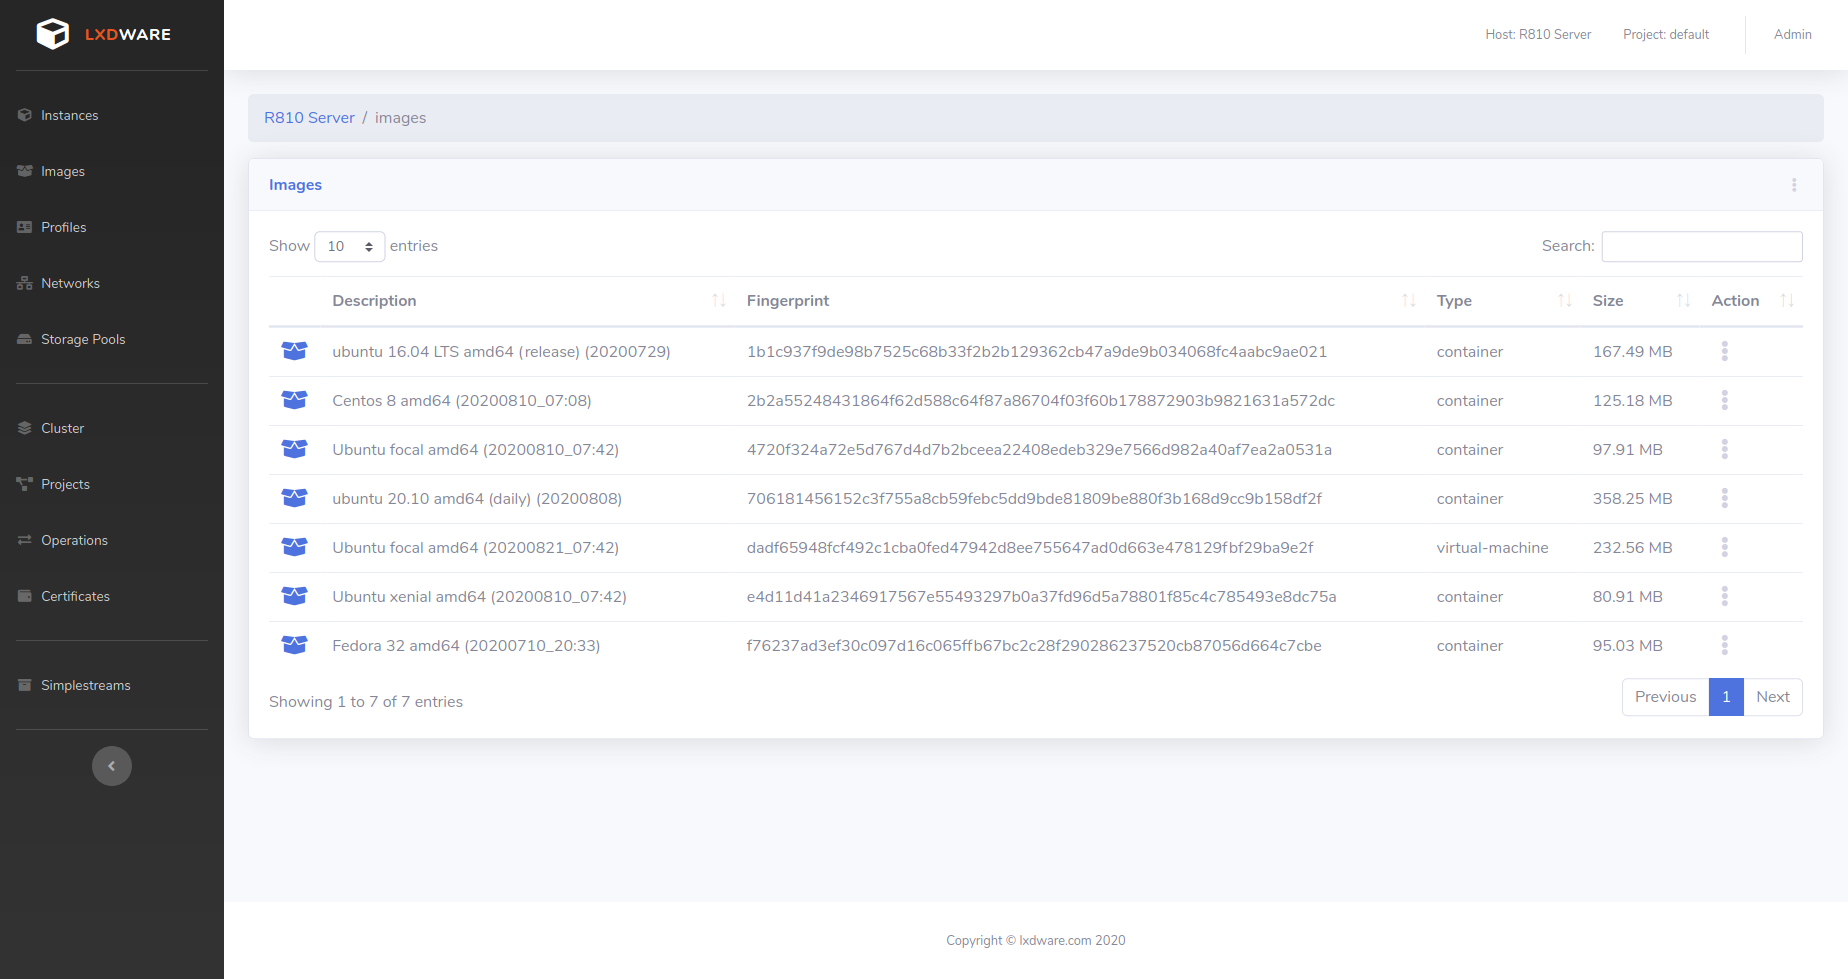 LXDWARE
Host: R810 Server Project: default Admin
Instances
Images
Profiles
Networks
Storage Pools
Cluster
Projects
Operations
Certificates
Simplestreams
R810 Server / images
Images
Show 10 entries Search:
Description Fingerprint Type Size Action
ubuntu 16.04 LTS amd64 (release) (20200729) 1b1c937f9de98b7525c68b33f2b2b129362cb47a9de9b034068fc4aabc9ae021 container 167.49 MB
Centos 8 amd64 (20200810_07:08) 2b2a55248431864f62d588c64f87a86704f03f60b178872903b9821631a572dc container 125.18 MB
Ubuntu focal amd64 (20200810_07:42) 4720f324a72e5d767d4d7b2bceea22408edeb329e7566d982a40af7ea2a0531a container 97.91 MB
ubuntu 20.10 amd64 (daily) (20200808) 706181456152c3f755a8cb59febc5dd9bde81809be880f3b168d9cc9b158df2f container 358.25 MB
Ubuntu focal amd64 (20200821_07:42) dadf65948fcf492c1cba0fed47942d8ee755647ad0d663e478129fbf29ba9e2f virtual-machine 232.56 MB
Ubuntu xenial amd64 (20200810_07:42) e4d11d41a2346917567e55493297b0a37fd96d5a78801f85c4c785493e8dc75a container 80.91 MB
Fedora 32 amd64 (20200710_20:33) f76237ad3ef30c097d16c065ffb67bc2c28f290286237520cb87056d664c7cbe container 95.03 MB
Showing 1 to 7 of 7 entries Previous 1 Next
Copyright © lxdware.com 2020